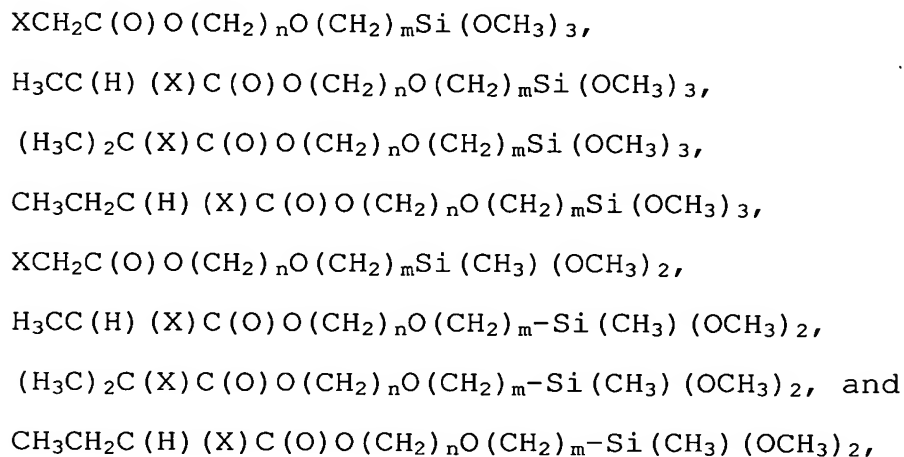 XCH₂C(O)O(CH₂)ₙO(CH₂)ₘSi(OCH₃)₃,
H₃CC(H)(X)C(O)O(CH₂)ₙO(CH₂)ₘSi(OCH₃)₃,
(H₃C)₂C(X)C(O)O(CH₂)ₙO(CH₂)ₘSi(OCH₃)₃,
CH₃CH₂C(H)(X)C(O)O(CH₂)ₙO(CH₂)ₘSi(OCH₃)₃,
XCH₂C(O)O(CH₂)ₙO(CH₂)ₘSi(CH₃)(OCH₃)₂,
H₃CC(H)(X)C(O)O(CH₂)ₙO(CH₂)ₘ-Si(CH₃)(OCH₃)₂,
(H₃C)₂C(X)C(O)O(CH₂)ₙO(CH₂)ₘ-Si(CH₃)(OCH₃)₂, and
CH₃CH₂C(H)(X)C(O)O(CH₂)ₙO(CH₂)ₘ-Si(CH₃)(OCH₃)₂,